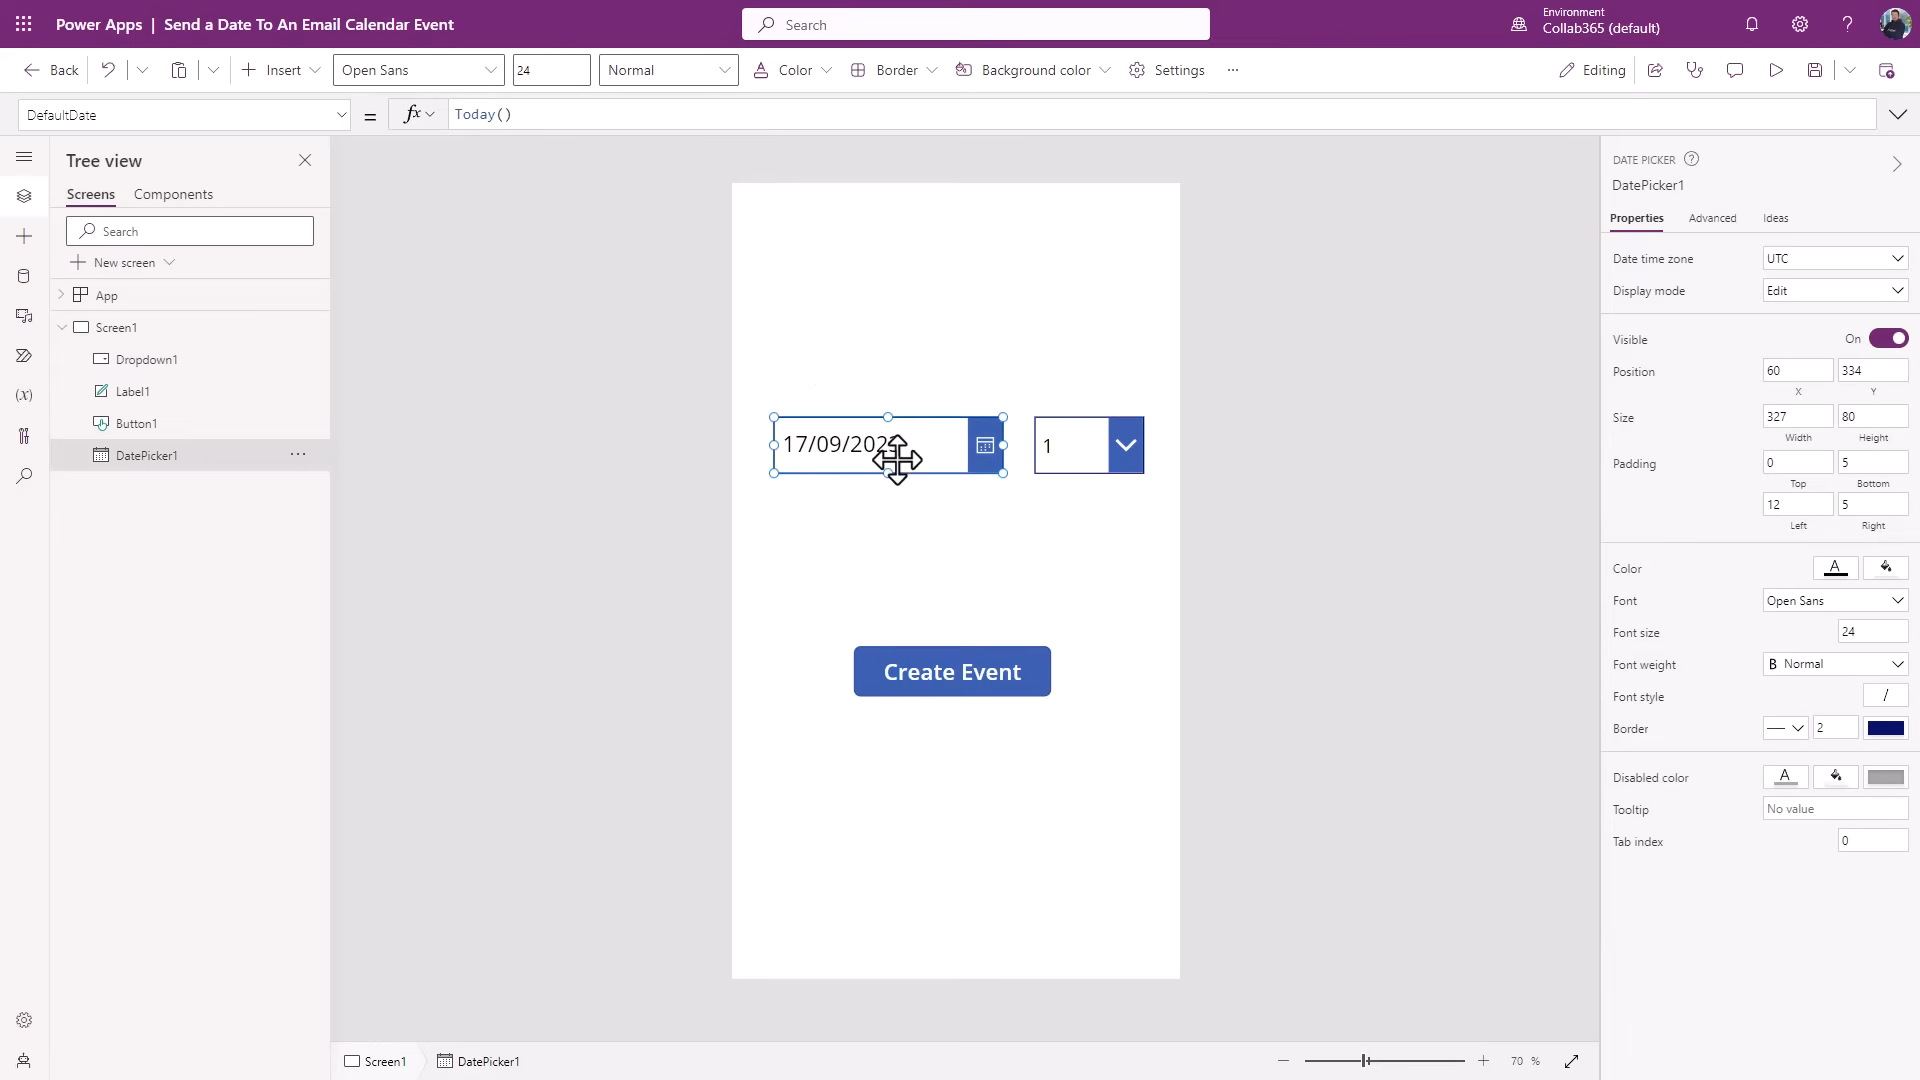 Power Apps | Send a Date To An Email Calendar Event
Search
Environment
Collab365 (default)
?
Back
Insert
Open Sans
24
Normal
Color
Border
Background color
Settings
...
Editing
DefaultDate
=
fx
Today()
Tree view
Screens
Components
Search
New screen
App
Screen1
Dropdown1
Label1
Button1
DatePicker1
...
(x)
17/09/202
1
Create Event
DATE PICKER ?
DatePicker1
Properties
Advanced
Ideas
Date time zone
UTC
Display mode
Edit
Visible
On
Position
60
334
X
Y
Size
327
80
Width
Height
Padding
0
5
Top
Bottom
12
5
Left
Right
Color
A
Font
Open Sans
Font size
24
Font weight
B Normal
Font style
/
Border
2
Disabled color
A
Tooltip
No value
Tab index
0
Screen1
DatePicker1
70 %